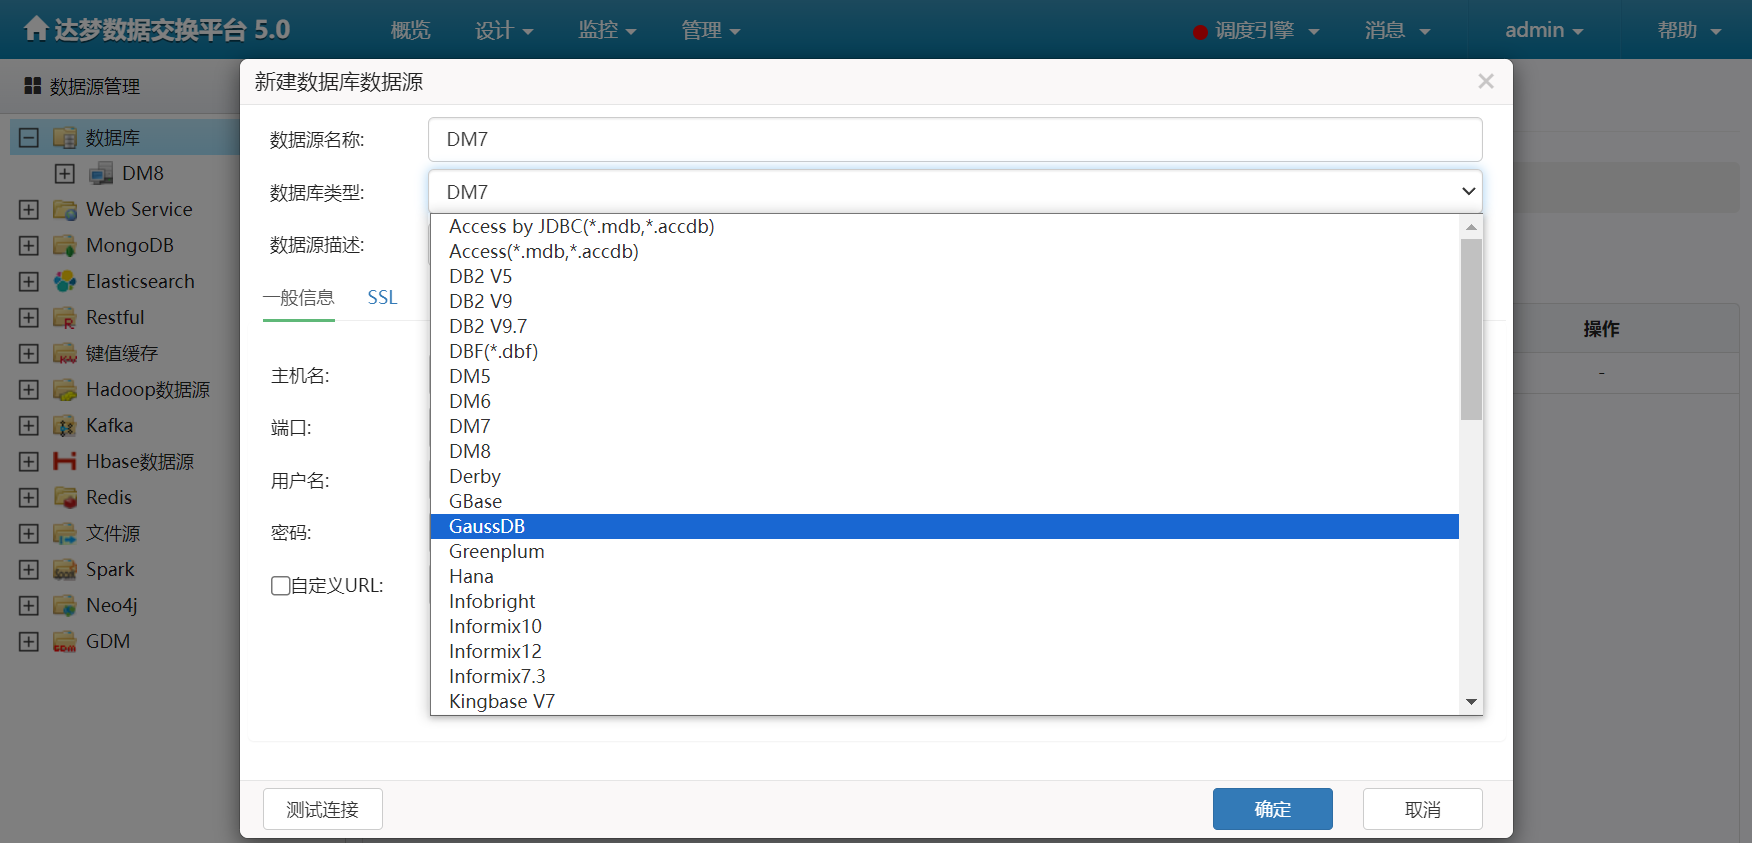 达梦数据交换平台 5.0
概览
设计
监控
管理
调度引擎
消息
admin
帮助
数据源管理
数据库
DM8
Web Service
MongoDB
Elasticsearch
Restful
键值缓存
Hadoop数据源
Kafka
Hbase数据源
Redis
文件源
Spark
Neo4j
GDM
新建数据库数据源
×
数据源名称:
DM7
数据库类型:
DM7
数据源描述:
一般信息
SSL
主机名:
端口:
用户名:
密码:
自定义URL:
Access by JDBC(*.mdb,*.accdb)
Access(*.mdb,*.accdb)
DB2 V5
DB2 V9
DB2 V9.7
DBF(*.dbf)
DM5
DM6
DM7
DM8
Derby
GBase
GaussDB
Greenplum
Hana
Infobright
Informix10
Informix12
Informix7.3
Kingbase V7
操作
-
测试连接
确定
取消